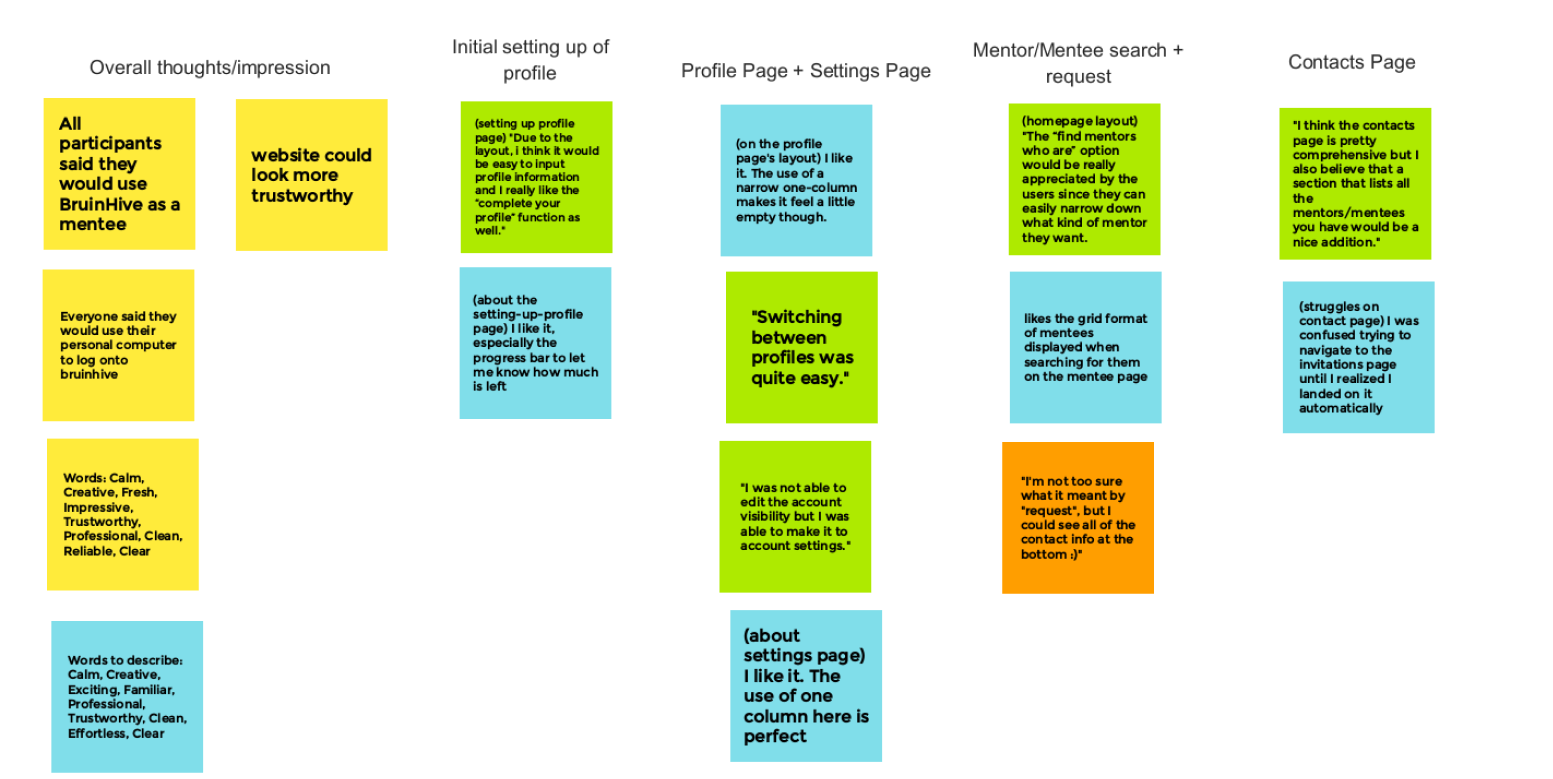 Overall thoughts/impression
All
participants
said they
would use
BruinHive as a
mentee
website could
look more
trustworthy
Everyone said they
would use their
personal computer
to log onto
bruinhive
Words: Calm,
Creative, Fresh,
Impressive,
Trustworthy,
Professional, Clean,
Reliable, Clear
Words to describe:
Calm, Creative,
Exciting, Familiar,
Professional,
Trustworthy, Clean,
Effortless, Clear
Initial setting up of
profile
(setting up profile
page) "Due to the
layout, i think it would
be easy to input
profile information
and I really like the
"complete your
profile" function as
well."
(about the
setting-up-profile
page) I like it,
especially the
progress bar to let
me know how much
is left
Profile Page + Settings Page
(on the profile
page's layout) I like
it. The use of a
narrow one-column
makes it feel a little
empty though.
"Switching
between
profiles was
quite easy."
"I was not able to
edit the account
visibility but I was
able to make it to
account settings."
(about
settings page)
I like it. The
use of one
column here is
perfect
Mentor/Mentee search +
request
(homepage layout)
"The "find mentors
who are" option
would be really
appreciated by the
users since they can
easily narrow down
what kind of mentor
they want.
likes the grid format
of mentees
displayed when
searching for them
on the mentee page
"I'm not too sure
what it meant by
"request", but I
could see all of the
contact info at the
bottom :)"
Contacts Page
"I think the contacts
page is pretty
comprehensive but I
also believe that a
section that lists all
the
mentors/mentees
you have would be a
nice addition."
(struggles on
contact page) I was
confused trying to
navigate to the
invitations page
until I realized I
landed on it
automatically